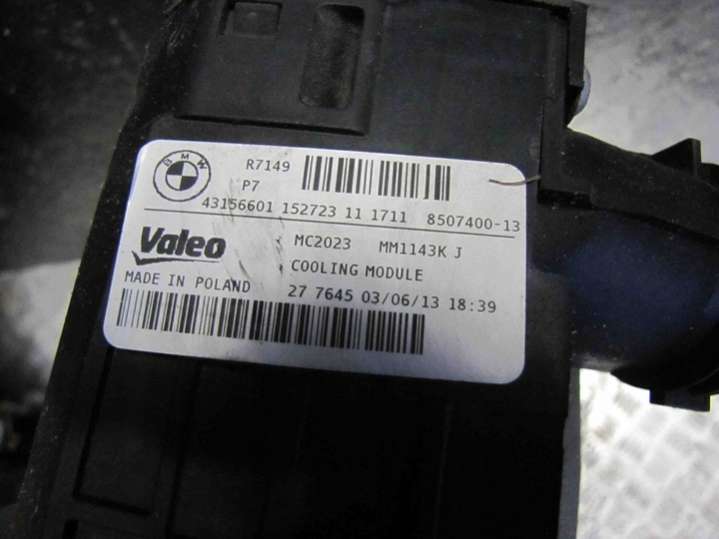 BMW
R7149
P7
43156601 152723 11 1711 8507400-13
Valeo MC2023 MM1143K J
COOLING MODULE
MADE IN POLAND 27 7645 03/06/13 18:39